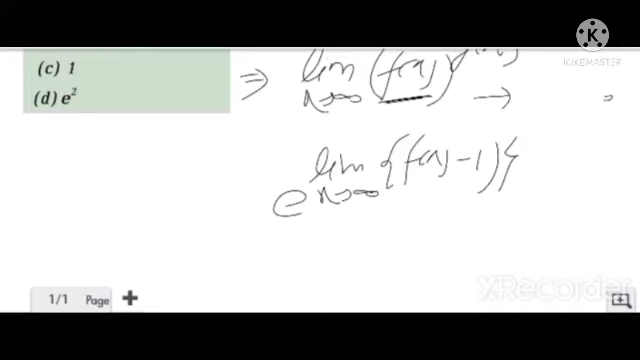 KINEMASTER
(c) 1
(d) e²
⇒ lim n→∞ (f(n)) →
e lim n→∞ {f(n) - 1}
XRecorder
1/1 Page